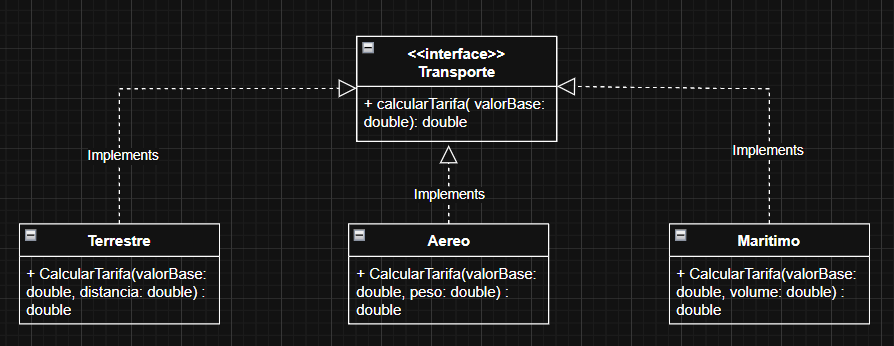 <<interface>>
Transporte
+ calcularTarifa( valorBase:
double): double
Implements
Implements
Implements
Terrestre
+ CalcularTarifa(valorBase:
double, distancia: double) :
double
Aereo
+ CalcularTarifa(valorBase:
double, peso: double) :
double
Maritimo
+ CalcularTarifa(valorBase:
double, volume: double) :
double